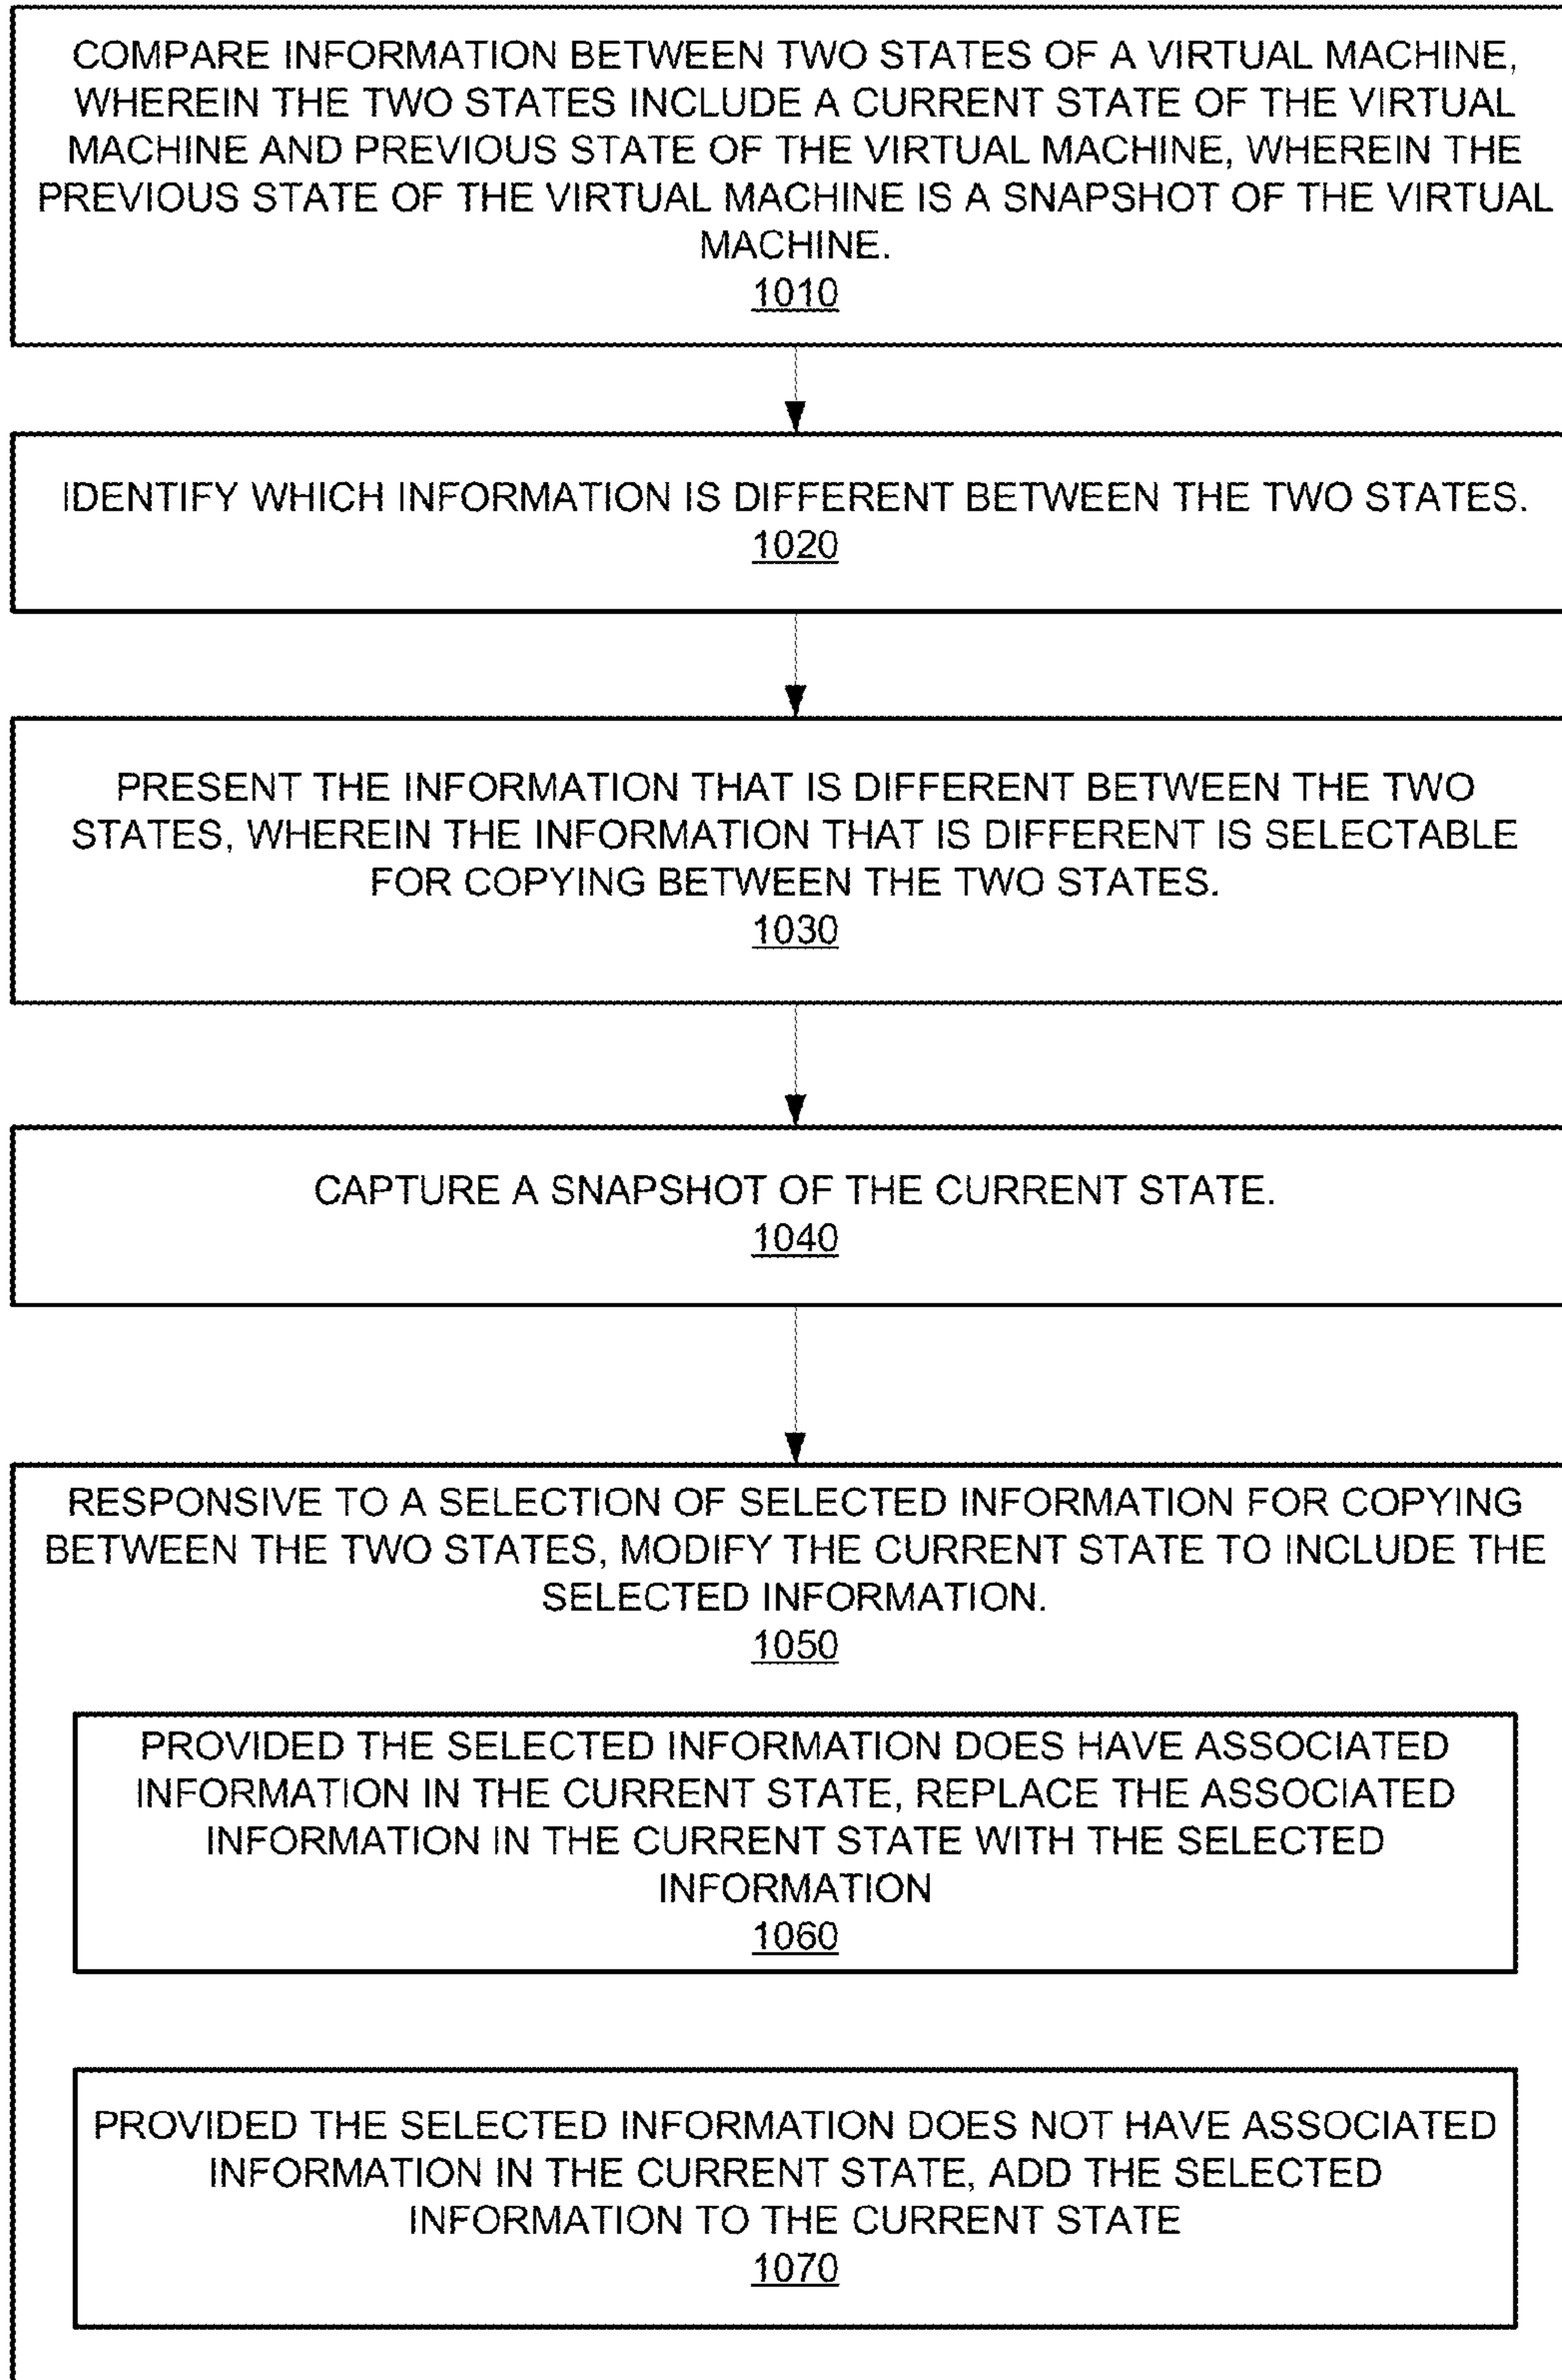 COMPARE INFORMATION BETWEEN TWO STATES OF A VIRTUAL MACHINE,
WHEREIN THE TWO STATES INCLUDE A CURRENT STATE OF THE VIRTUAL
MACHINE AND PREVIOUS STATE OF THE VIRTUAL MACHINE, WHEREIN THE
PREVIOUS STATE OF THE VIRTUAL MACHINE IS A SNAPSHOT OF THE VIRTUAL
MACHINE.
1010
IDENTIFY WHICH INFORMATION IS DIFFERENT BETWEEN THE TWO STATES.
1020
PRESENT THE INFORMATION THAT IS DIFFERENT BETWEEN THE TWO
STATES, WHEREIN THE INFORMATION THAT IS DIFFERENT IS SELECTABLE
FOR COPYING BETWEEN THE TWO STATES.
1030
CAPTURE A SNAPSHOT OF THE CURRENT STATE.
1040
RESPONSIVE TO A SELECTION OF SELECTED INFORMATION FOR COPYING
BETWEEN THE TWO STATES, MODIFY THE CURRENT STATE TO INCLUDE THE
SELECTED INFORMATION.
1050
PROVIDED THE SELECTED INFORMATION DOES HAVE ASSOCIATED
INFORMATION IN THE CURRENT STATE, REPLACE THE ASSOCIATED
INFORMATION IN THE CURRENT STATE WITH THE SELECTED
INFORMATION
1060
PROVIDED THE SELECTED INFORMATION DOES NOT HAVE ASSOCIATED
INFORMATION IN THE CURRENT STATE, ADD THE SELECTED
INFORMATION TO THE CURRENT STATE
1070